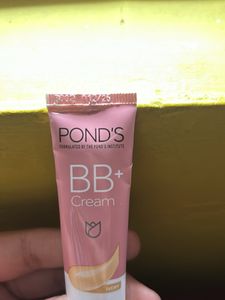 POND'S
FORMULATED BY THE POND'S INSTITUTE
BB+
Cream